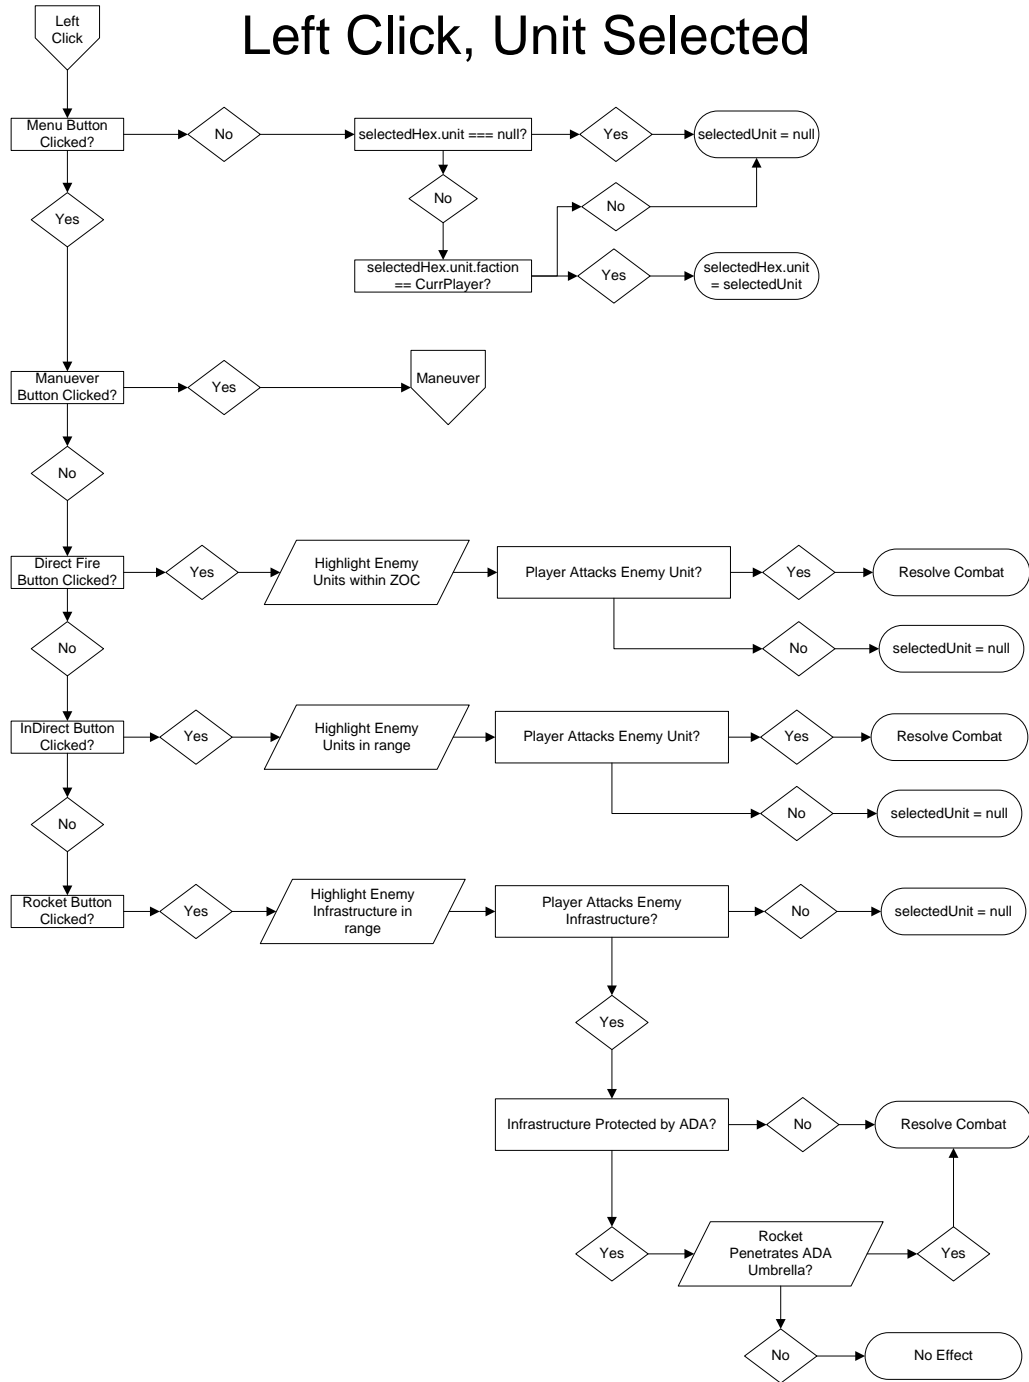 Left Click, Unit Selected
Left
Click
Menu Button
Clicked?
No
selectedHex.unit === null?
Yes
selectedUnit = null
Yes
No
No
selectedHex.unit.faction
== CurrPlayer?
Yes
selectedHex.unit
= selectedUnit
Manuever
Button Clicked?
Yes
Maneuver
No
Direct Fire
Button Clicked?
Yes
Highlight Enemy
Units within ZOC
Player Attacks Enemy Unit?
Yes
Resolve Combat
No
No
selectedUnit = null
InDirect Button
Clicked?
Yes
Highlight Enemy
Units in range
Player Attacks Enemy Unit?
Yes
Resolve Combat
No
No
selectedUnit = null
Rocket Button
Clicked?
Yes
Highlight Enemy
Infrastructure in
range
Player Attacks Enemy
Infrastructure?
No
selectedUnit = null
Yes
Infrastructure Protected by ADA?
No
Resolve Combat
Yes
Rocket
Penetrates ADA
Umbrella?
Yes
No
No Effect